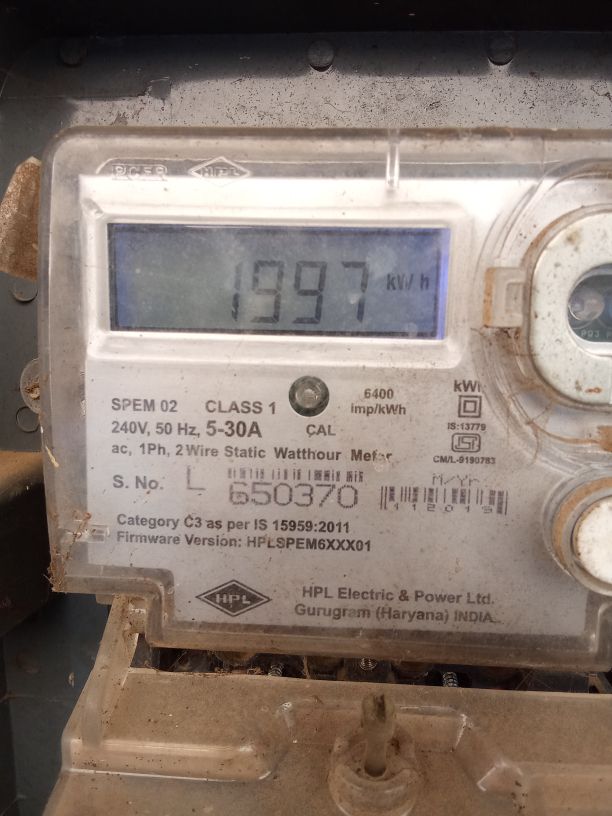 HPL
1997 kW h
SPEM 02 CLASS 1
6400
imp/kWh
240V, 50 Hz, 5-30A
CAL
ac, 1Ph, 2 Wire Static Watthour Meter
IS:13779
CM/L-9190783
S. No. L 650370
M/Yr
112019
Category C3 as per IS 15959:2011
Firmware Version: HPLSPEM6XXX01
HPL
HPL Electric & Power Ltd.
Gurugram (Haryana) INDIA.